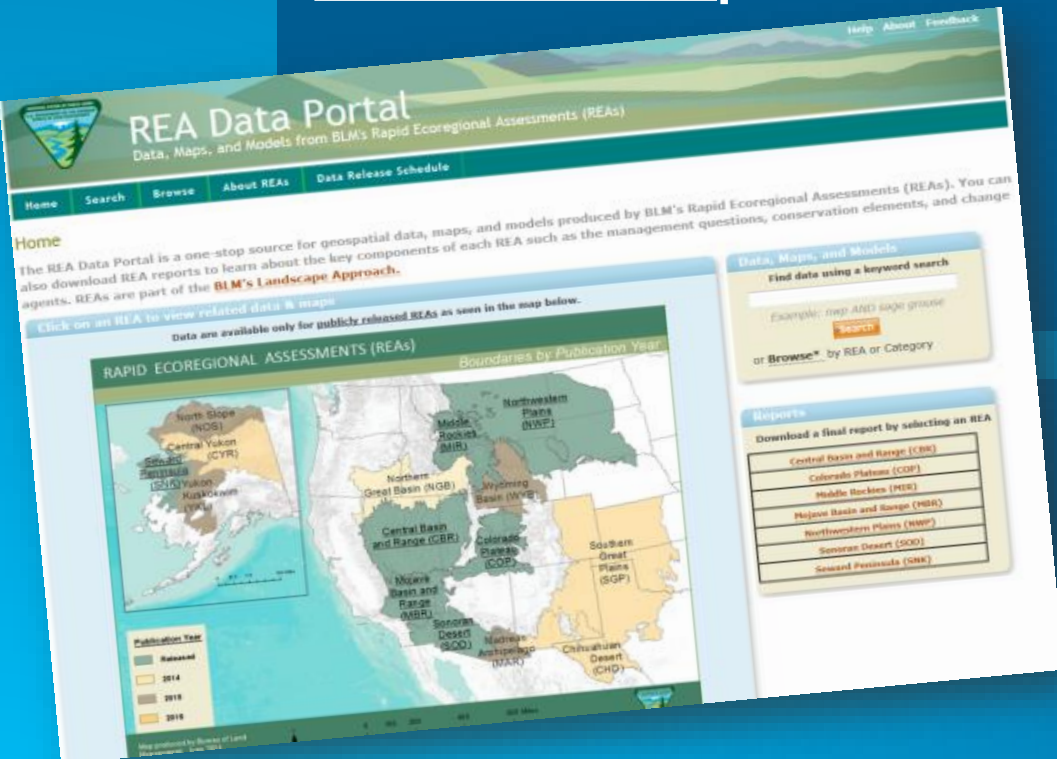 Help About Feedback
REA Data Portal
Data, Maps, and Models from BLM's Rapid Ecoregional Assessments (REAs)
Home Search Browse About REAs Data Release Schedule
Home
The REA Data Portal is a one-stop source for geospatial data, maps, and models produced by BLM's Rapid Ecoregional Assessments (REAs). You can
also download REA reports to learn about the key components of each REA such as the management questions, conservation elements, and change
agents. REAs are part of the BLM's Landscape Approach.
Click on an REA to view related data & maps
Data are available only for publicly released REAs as seen in the map below.
RAPID ECOREGIONAL ASSESSMENTS (REAs)
Boundaries by Publication Year
North Slope
(NOS)
Central Yukon
(CYR)
Seward
Peninsula
(SNK)
Yukon
Kuskokwim
(YKL)
Northwestern
Plains
(NWP)
Middle
Rockies
(MIR)
Northern
Great Basin (NGB)
Wyoming
Basin (WYB)
Central Basin
and Range (CBR)
Colorado
Plateau
(COP)
Southern
Great
Plains
(SGP)
Mojave
Basin and
Range
(MBR)
Sonoran
Desert
(SOD)
Madrean
Archipelago
(MAR)
Chihuahuan
Desert
(CHD)
Publication Year
Released
2014
2015
2016
Map produced by Bureau of Land
Data, Maps, and Models
Find data using a keyword search
Example: nwp AND sage grouse
Search
or Browse* by REA or Category
Reports
Download a final report by selecting an REA
Central Basin and Range (CBR)
Colorado Plateau (COP)
Middle Rockies (MIR)
Mojave Basin and Range (MBR)
Northwestern Plains (NWP)
Sonoran Desert (SOD)
Seward Peninsula (SNK)